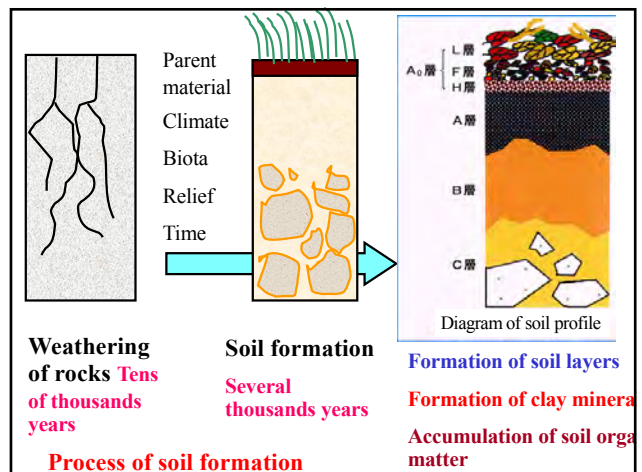 Parent
material
Climate
Biota
Relief
Time
L層
A₀層
F層
H層
A層
B層
C層
Diagram of soil profile
Weathering
of rocks Tens
of thousands
years
Soil formation
Several
thousands years
Formation of soil layers
Formation of clay minera
Accumulation of soil orga
matter
Process of soil formation